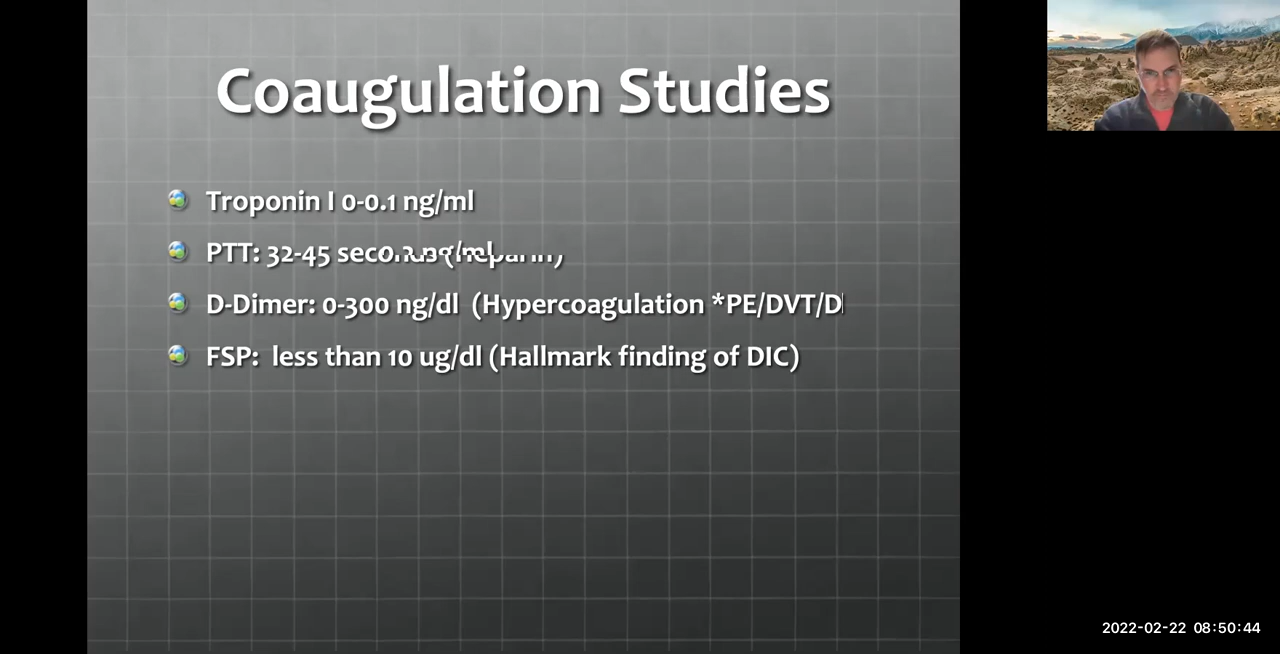 Coaugulation Studies
Troponin I 0-0.1 ng/ml
PTT: 32-45
D-Dimer: 0-300 ng/dl (Hypercoagulation *PE/DVT/D
FSP: less than 10 ug/dl (Hallmark finding of DIC)
2022-02-22 08:50:44